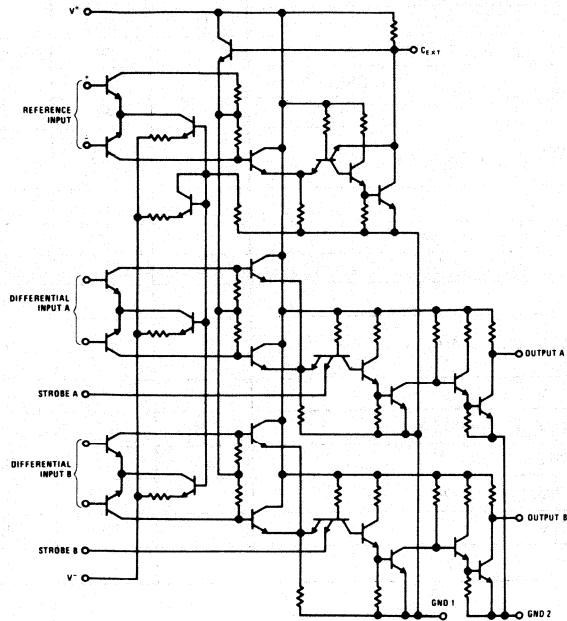 V+
CEXT
+
REFERENCE
INPUT
-
DIFFERENTIAL
INPUT A
OUTPUT A
STROBE A
DIFFERENTIAL
INPUT B
OUTPUT B
STROBE B
V-
GND 1
GND 2